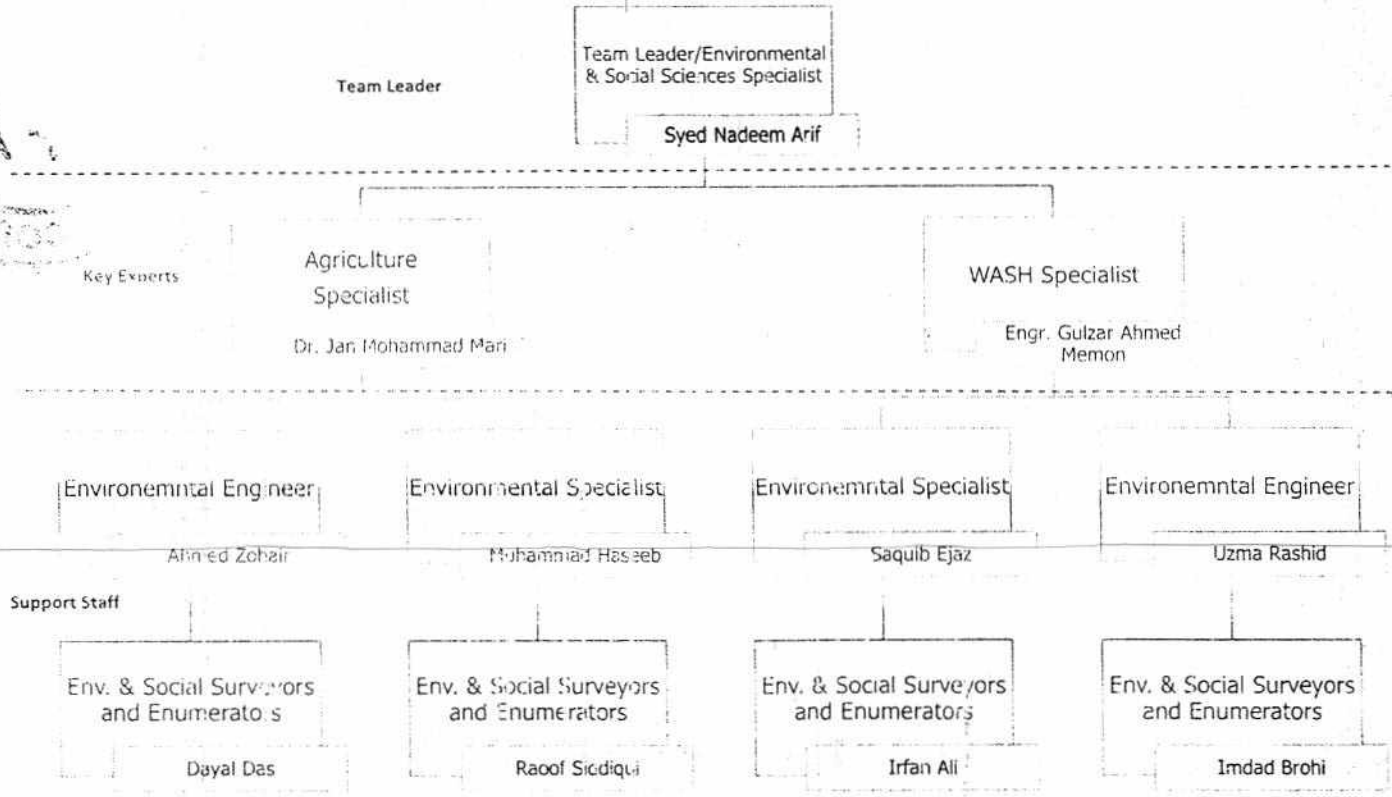 Team Leader
Team Leader/Environmental
& Social Sciences Specialist
Syed Nadeem Arif
Key Experts
Agriculture
Specialist
Dr. Jan Mohammad Mari
WASH Specialist
Engr. Gulzar Ahmed
Memon
Environemntal Engineer
Ahmed Zohair
Environmental Specialist
Muhammad Haseeb
Environemntal Specialist
Saquib Ejaz
Environemntal Engineer
Uzma Rashid
Support Staff
Env. & Social Surveyors
and Enumerators
Dayal Das
Env. & Social Surveyors
and Enumerators
Raoof Siddiqui
Env. & Social Surveyors
and Enumerators
Irfan Ali
Env. & Social Surveyors
and Enumerators
Imdad Brohi